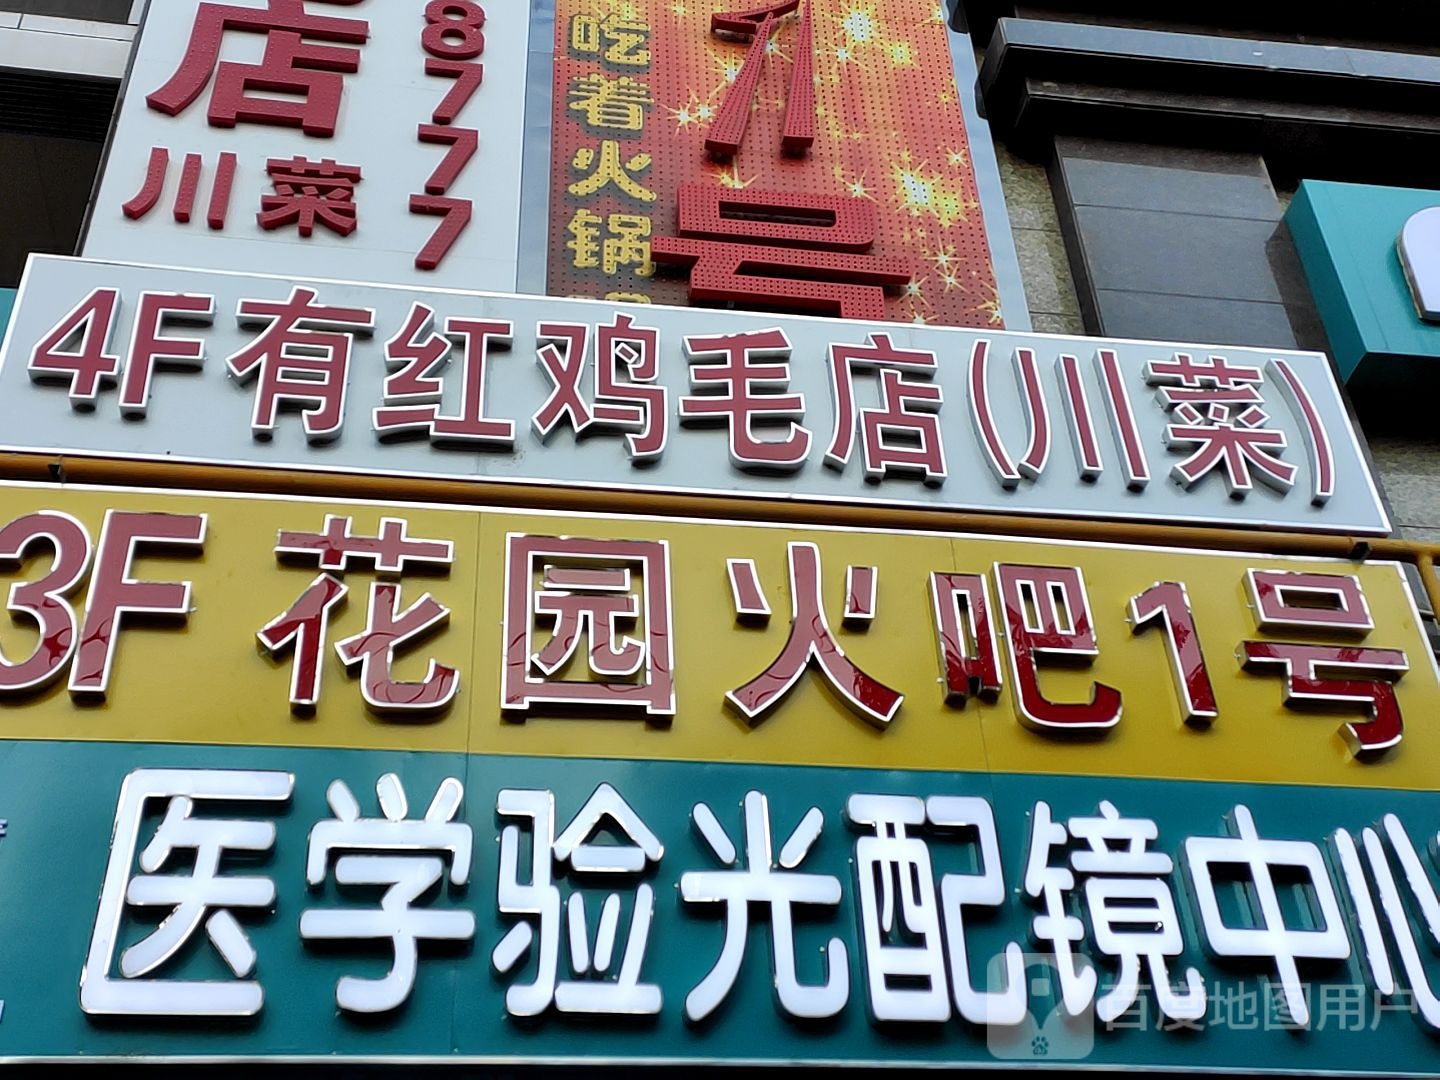 店
川菜
8777
吃着火锅
1号
4F有红鸡毛店(川菜)
3F花园火吧1号
医学验光配镜中心
百度地图用户